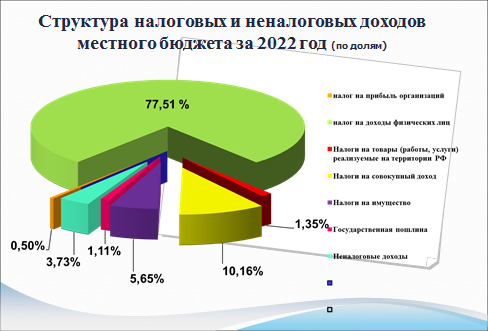 Структура налоговых и неналоговых доходов
местного бюджета за 2022 год (по долям)
77,51 %
0,50%
3,73%
1,11%
5,65%
10,16%
1,35%
налог на прибыль организаций
налог на доходы физических лиц
Налоги на товары (работы, услуги)
реализуемые на территории РФ
Налоги на совокупный доход
Налоги на имущество
Государственная пошлина
Неналоговые доходы